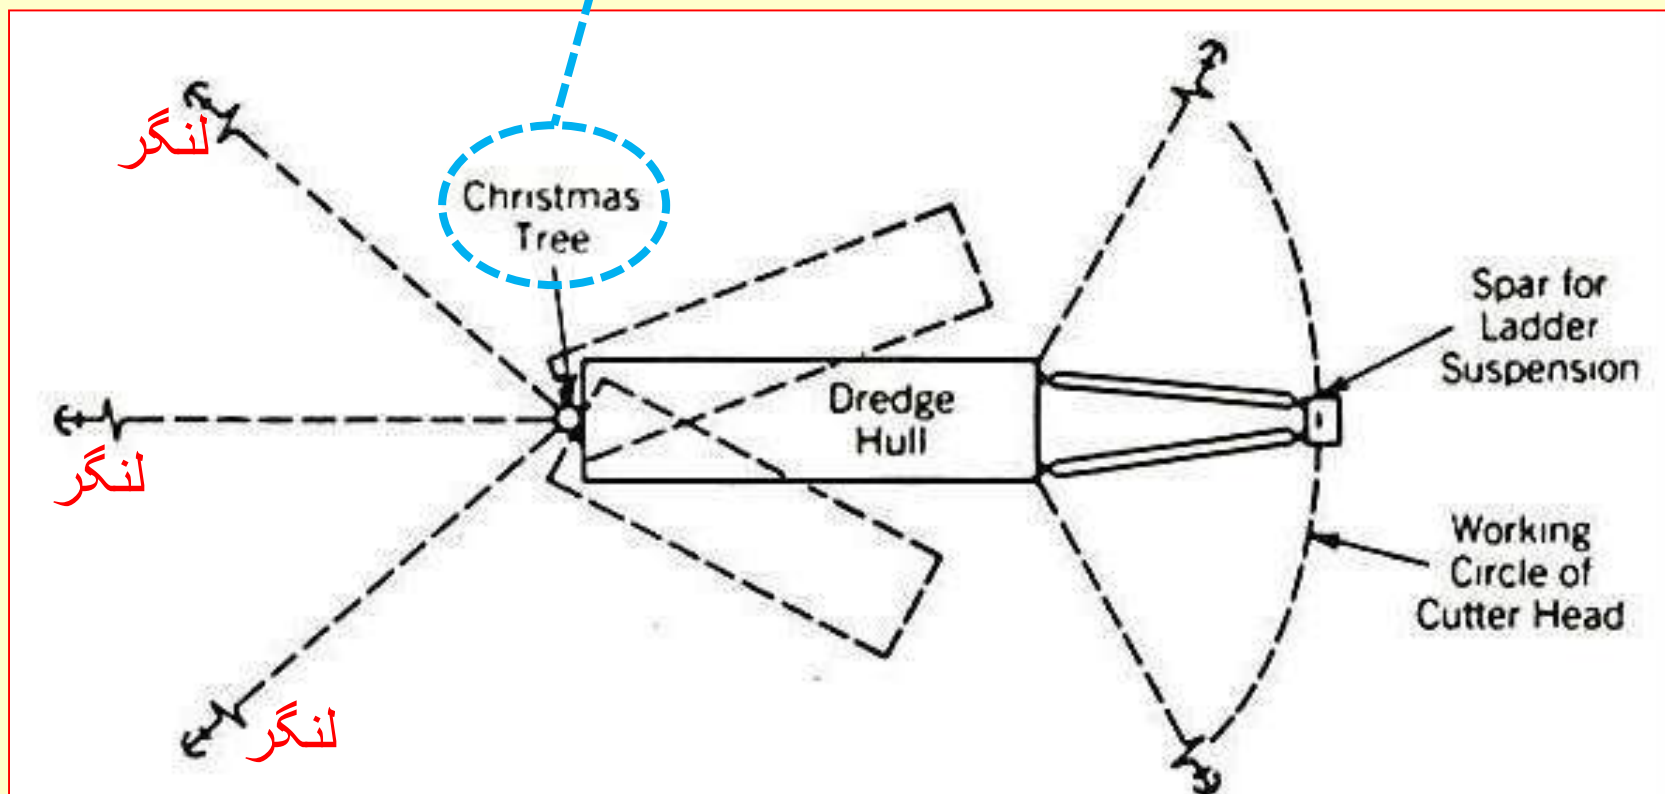 لنگر
Christmas
Tree
Spar for
Ladder
Suspension
Dredge
Hull
لنگر
Working
Circle of
Cutter Head
لنگر